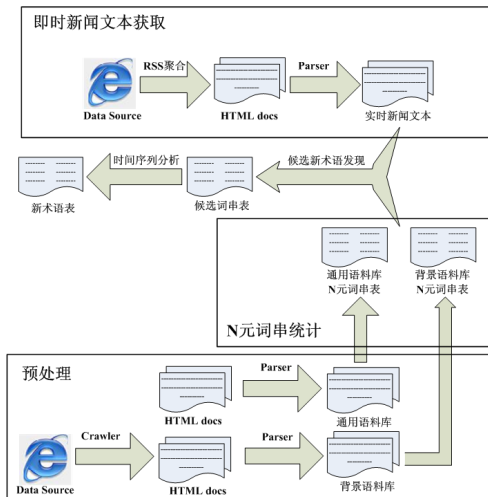 即时新闻文本获取
RSS聚合
Parser
Data Source
HTML docs
实时新闻文本
时间序列分析
候选新术语发现
新术语表
候选词串表
通用语料库
N元词串表
背景语料库
N元词串表
N元词串统计
预处理
Parser
HTML docs
通用语料库
Crawler
Parser
Data Source
HTML docs
背景语料库